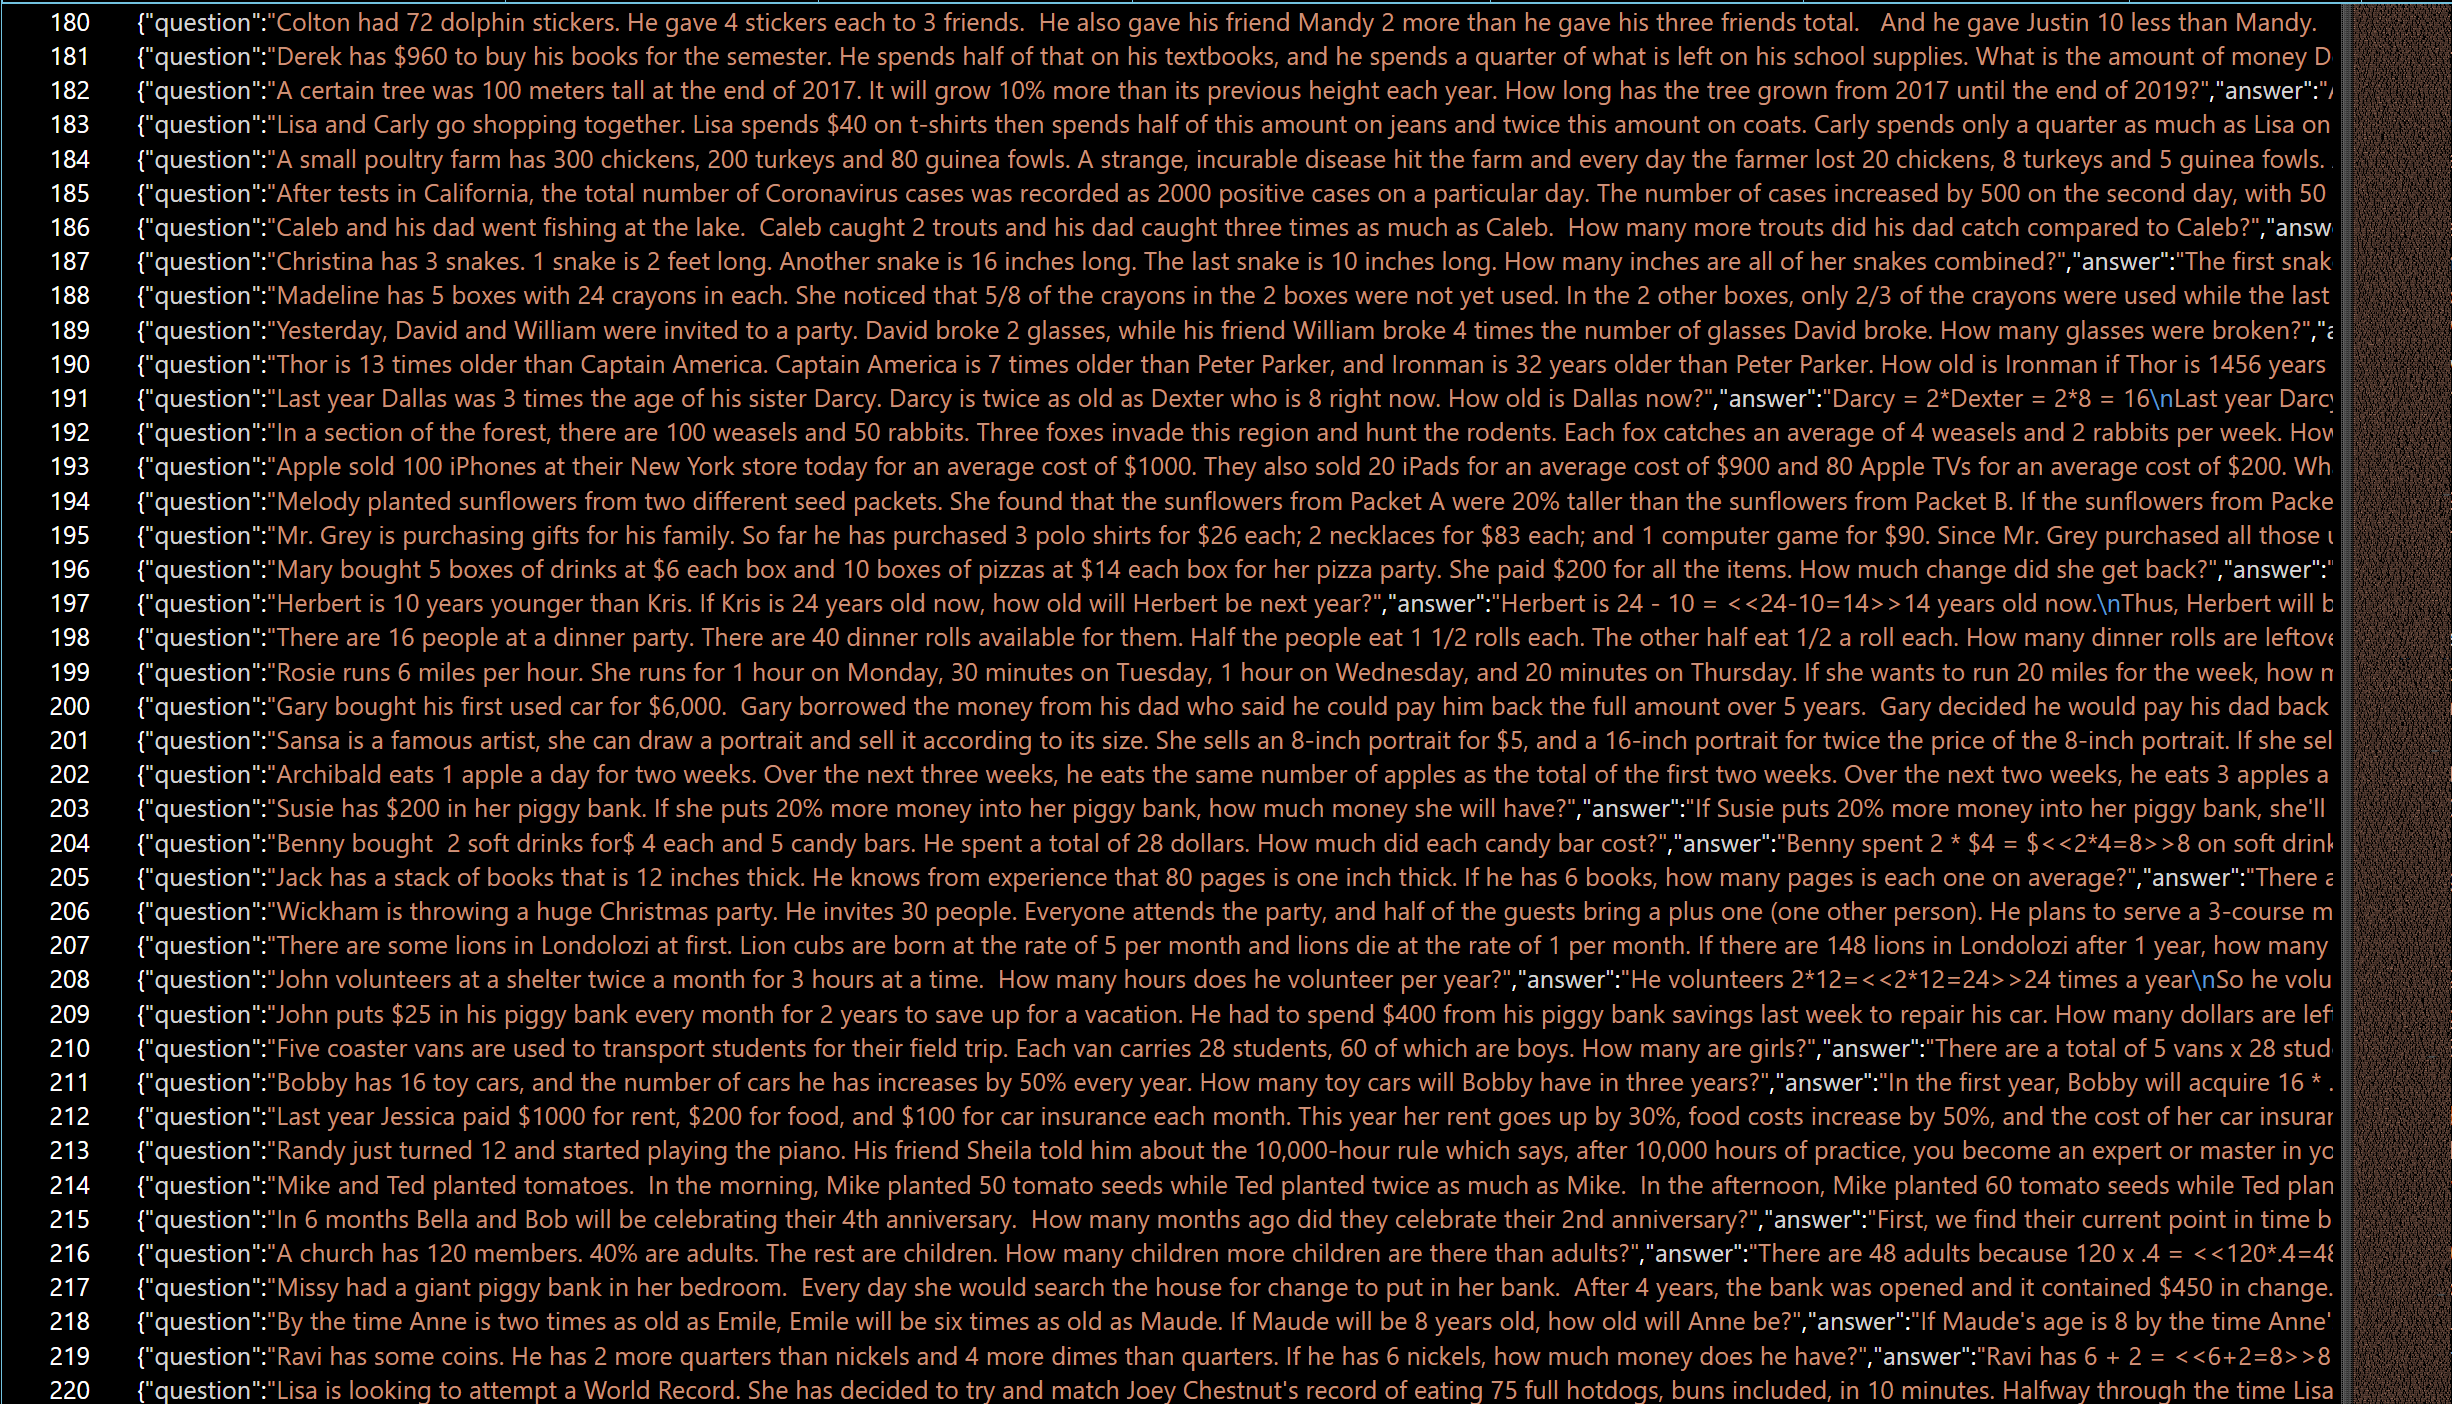 180 {"question":"Colton had 72 dolphin stickers. He gave 4 stickers each to 3 friends.  He also gave his friend Mandy 2 more than he gave his three friends total.   And he gave Justin 10 less than Mandy.
181 {"question":"Derek has $960 to buy his books for the semester. He spends half of that on his textbooks, and he spends a quarter of what is left on his school supplies. What is the amount of money D
182 {"question":"A certain tree was 100 meters tall at the end of 2017. It will grow 10% more than its previous height each year. How long has the tree grown from 2017 until the end of 2019?","answer":"
183 {"question":"Lisa and Carly go shopping together. Lisa spends $40 on t-shirts then spends half of this amount on jeans and twice this amount on coats. Carly spends only a quarter as much as Lisa on
184 {"question":"A small poultry farm has 300 chickens, 200 turkeys and 80 guinea fowls. A strange, incurable disease hit the farm and every day the farmer lost 20 chickens, 8 turkeys and 5 guinea fowls.
185 {"question":"After tests in California, the total number of Coronavirus cases was recorded as 2000 positive cases on a particular day. The number of cases increased by 500 on the second day, with 50
186 {"question":"Caleb and his dad went fishing at the lake.  Caleb caught 2 trouts and his dad caught three times as much as Caleb.  How many more trouts did his dad catch compared to Caleb?","answ
187 {"question":"Christina has 3 snakes. 1 snake is 2 feet long. Another snake is 16 inches long. The last snake is 10 inches long. How many inches are all of her snakes combined?","answer":"The first snak
188 {"question":"Madeline has 5 boxes with 24 crayons in each. She noticed that 5/8 of the crayons in the 2 boxes were not yet used. In the 2 other boxes, only 2/3 of the crayons were used while the last
189 {"question":"Yesterday, David and William were invited to a party. David broke 2 glasses, while his friend William broke 4 times the number of glasses David broke. How many glasses were broken?","a
190 {"question":"Thor is 13 times older than Captain America. Captain America is 7 times older than Peter Parker, and Ironman is 32 years older than Peter Parker. How old is Ironman if Thor is 1456 years
191 {"question":"Last year Dallas was 3 times the age of his sister Darcy. Darcy is twice as old as Dexter who is 8 right now. How old is Dallas now?","answer":"Darcy = 2*Dexter = 2*8 = 16\nLast year Darcy
192 {"question":"In a section of the forest, there are 100 weasels and 50 rabbits. Three foxes invade this region and hunt the rodents. Each fox catches an average of 4 weasels and 2 rabbits per week. How
193 {"question":"Apple sold 100 iPhones at their New York store today for an average cost of $1000. They also sold 20 iPads for an average cost of $900 and 80 Apple TVs for an average cost of $200. Wh
194 {"question":"Melody planted sunflowers from two different seed packets. She found that the sunflowers from Packet A were 20% taller than the sunflowers from Packet B. If the sunflowers from Packe
195 {"question":"Mr. Grey is purchasing gifts for his family. So far he has purchased 3 polo shirts for $26 each; 2 necklaces for $83 each; and 1 computer game for $90. Since Mr. Grey purchased all those
196 {"question":"Mary bought 5 boxes of drinks at $6 each box and 10 boxes of pizzas at $14 each box for her pizza party. She paid $200 for all the items. How much change did she get back?","answer":"
197 {"question":"Herbert is 10 years younger than Kris. If Kris is 24 years old now, how old will Herbert be next year?","answer":"Herbert is 24 - 10 = <<24-10=14>>14 years old now.\nThus, Herbert will b
198 {"question":"There are 16 people at a dinner party. There are 40 dinner rolls available for them. Half the people eat 1 1/2 rolls each. The other half eat 1/2 a roll each. How many dinner rolls are leftove
199 {"question":"Rosie runs 6 miles per hour. She runs for 1 hour on Monday, 30 minutes on Tuesday, 1 hour on Wednesday, and 20 minutes on Thursday. If she wants to run 20 miles for the week, how m
200 {"question":"Gary bought his first used car for $6,000.  Gary borrowed the money from his dad who said he could pay him back the full amount over 5 years.  Gary decided he would pay his dad back
201 {"question":"Sansa is a famous artist, she can draw a portrait and sell it according to its size. She sells an 8-inch portrait for $5, and a 16-inch portrait for twice the price of the 8-inch portrait. If she sel
202 {"question":"Archibald eats 1 apple a day for two weeks. Over the next three weeks, he eats the same number of apples as the total of the first two weeks. Over the next two weeks, he eats 3 apples a
203 {"question":"Susie has $200 in her piggy bank. If she puts 20% more money into her piggy bank, how much money she will have?","answer":"If Susie puts 20% more money into her piggy bank, she'll
204 {"question":"Benny bought  2 soft drinks for$ 4 each and 5 candy bars. He spent a total of 28 dollars. How much did each candy bar cost?","answer":"Benny spent 2 * $4 = $<<2*4=8>>8 on soft drink
205 {"question":"Jack has a stack of books that is 12 inches thick. He knows from experience that 80 pages is one inch thick. If he has 6 books, how many pages is each one on average?","answer":"There a
206 {"question":"Wickham is throwing a huge Christmas party. He invites 30 people. Everyone attends the party, and half of the guests bring a plus one (one other person). He plans to serve a 3-course m
207 {"question":"There are some lions in Londolozi at first. Lion cubs are born at the rate of 5 per month and lions die at the rate of 1 per month. If there are 148 lions in Londolozi after 1 year, how many
208 {"question":"John volunteers at a shelter twice a month for 3 hours at a time.  How many hours does he volunteer per year?","answer":"He volunteers 2*12=<<2*12=24>>24 times a year\nSo he volu
209 {"question":"John puts $25 in his piggy bank every month for 2 years to save up for a vacation. He had to spend $400 from his piggy bank savings last week to repair his car. How many dollars are lef
210 {"question":"Five coaster vans are used to transport students for their field trip. Each van carries 28 students, 60 of which are boys. How many are girls?","answer":"There are a total of 5 vans x 28 stud
211 {"question":"Bobby has 16 toy cars, and the number of cars he has increases by 50% every year. How many toy cars will Bobby have in three years?","answer":"In the first year, Bobby will acquire 16 * .
212 {"question":"Last year Jessica paid $1000 for rent, $200 for food, and $100 for car insurance each month. This year her rent goes up by 30%, food costs increase by 50%, and the cost of her car insuran
213 {"question":"Randy just turned 12 and started playing the piano. His friend Sheila told him about the 10,000-hour rule which says, after 10,000 hours of practice, you become an expert or master in yo
214 {"question":"Mike and Ted planted tomatoes.  In the morning, Mike planted 50 tomato seeds while Ted planted twice as much as Mike.  In the afternoon, Mike planted 60 tomato seeds while Ted plan
215 {"question":"In 6 months Bella and Bob will be celebrating their 4th anniversary.  How many months ago did they celebrate their 2nd anniversary?","answer":"First, we find their current point in time b
216 {"question":"A church has 120 members. 40% are adults. The rest are children. How many children more children are there than adults?","answer":"There are 48 adults because 120 x .4 = <<120*.4=48
217 {"question":"Missy had a giant piggy bank in her bedroom.  Every day she would search the house for change to put in her bank.  After 4 years, the bank was opened and it contained $450 in change.
218 {"question":"By the time Anne is two times as old as Emile, Emile will be six times as old as Maude. If Maude will be 8 years old, how old will Anne be?","answer":"If Maude's age is 8 by the time Anne'
219 {"question":"Ravi has some coins. He has 2 more quarters than nickels and 4 more dimes than quarters. If he has 6 nickels, how much money does he have?","answer":"Ravi has 6 + 2 = <<6+2=8>>8
220 {"question":"Lisa is looking to attempt a World Record. She has decided to try and match Joey Chestnut's record of eating 75 full hotdogs, buns included, in 10 minutes. Halfway through the time Lisa